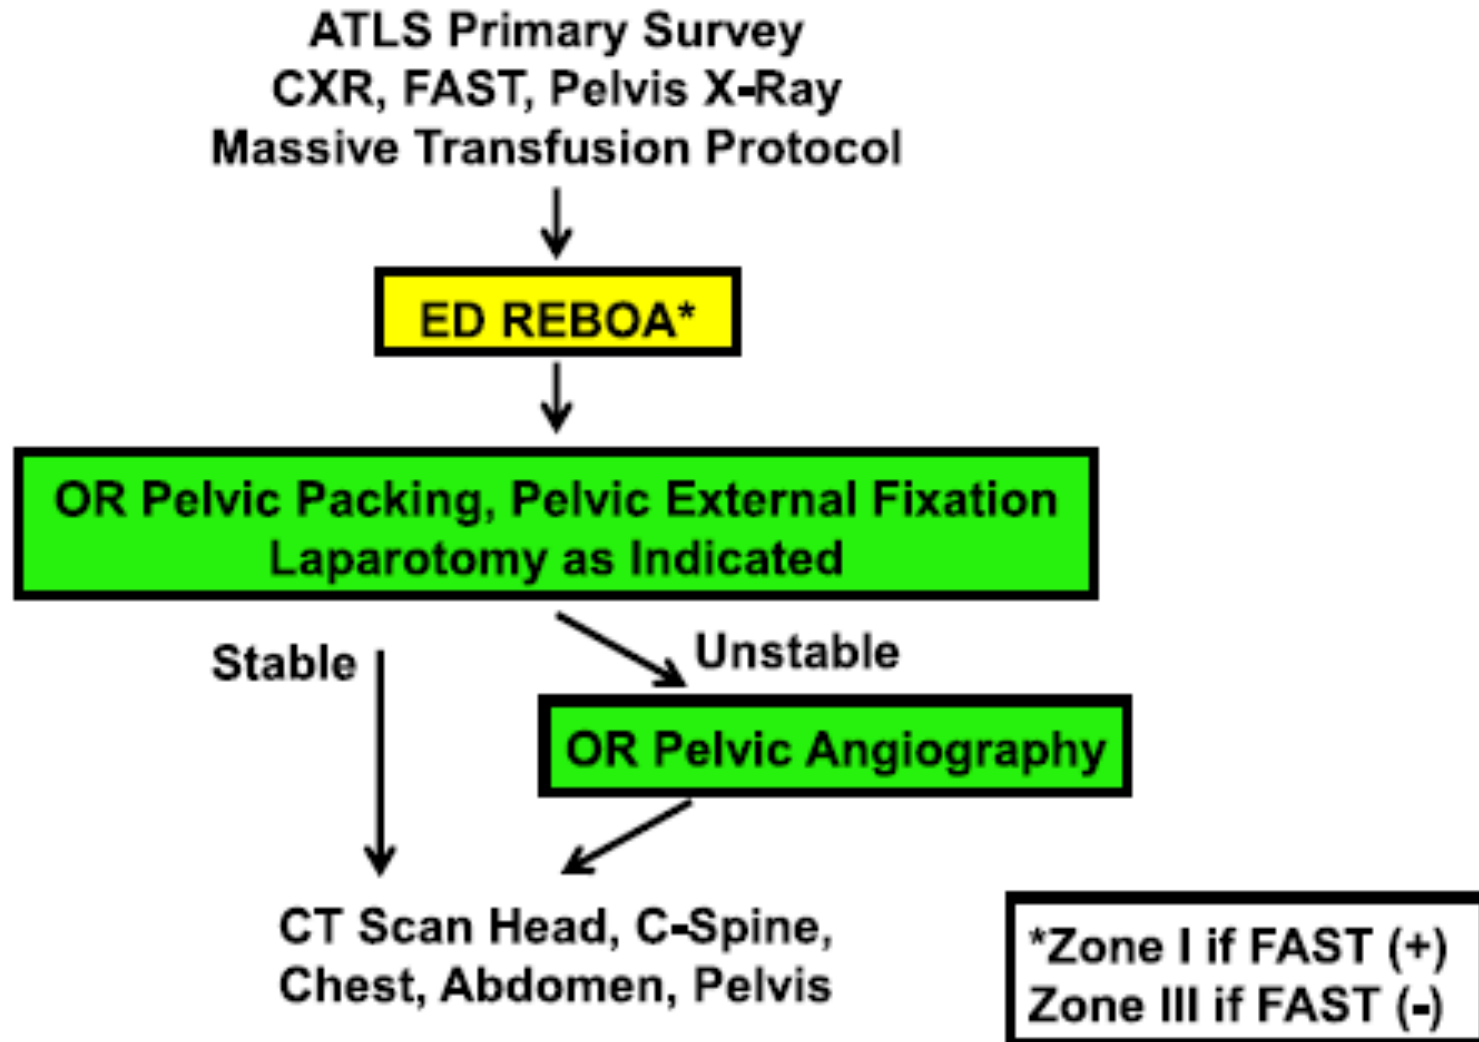 ATLS Primary Survey
CXR, FAST, Pelvis X-Ray
Massive Transfusion Protocol
ED REBOA*
OR Pelvic Packing, Pelvic External Fixation
Laparotomy as Indicated
Stable
Unstable
OR Pelvic Angiography
CT Scan Head, C-Spine,
Chest, Abdomen, Pelvis
*Zone I if FAST (+)
Zone III if FAST (-)